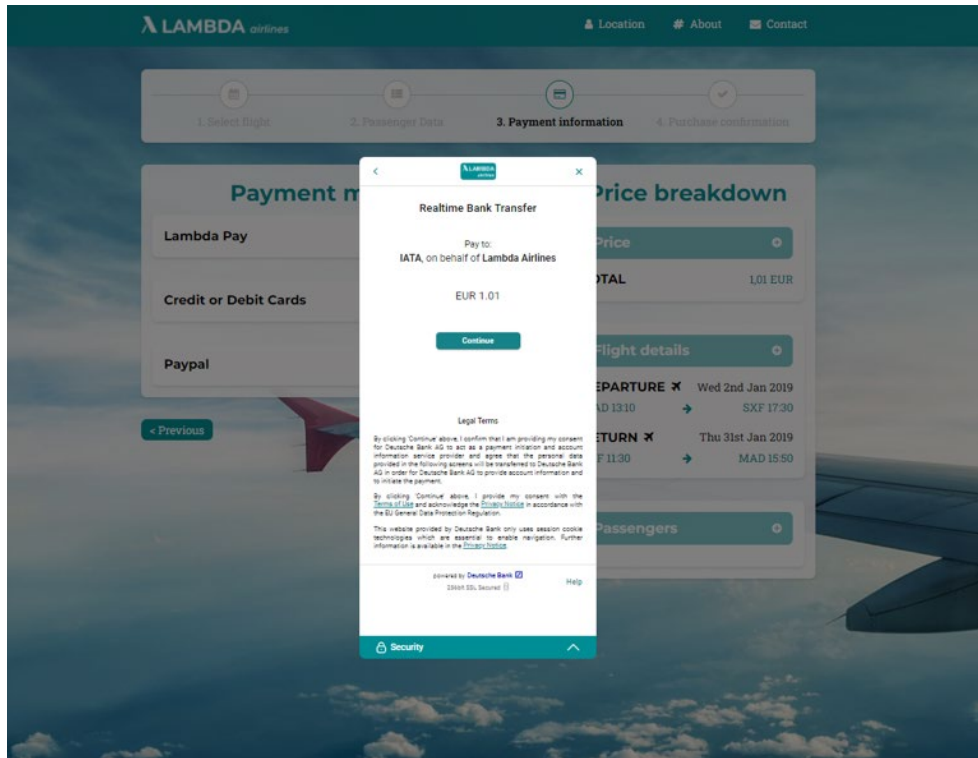 LAMBDA airlines
Location
About
Contact
1. Select flight
2. Passenger Data
3. Payment information
4. Purchase confirmation
Payment m
LAMBDA
airlines
Realtime Bank Transfer
Pay to:
IATA, on behalf of Lambda Airlines
EUR 1.01
Continue
Legal Terms
By clicking 'Continue' above, I confirm that I am providing my consent
for Deutsche Bank AG to act as a payment initiation and account
information service provider and agree that the personal data
provided in the following screens will be transferred to Deutsche Bank
AG in order for Deutsche Bank AG to provide account information and
to initiate the payment.
By clicking 'Continue' above, I provide my consent with the
Terms of Use and acknowledge the Privacy Notice in accordance with
the EU General Data Protection Regulation.
This website provided by Deutsche Bank only uses session cookie
technologies which are essential to enable navigation. Further
information is available in the Privacy Notice.
powered by Deutsche Bank
256bit SSL Secured
Help
Security
Lambda Pay
Credit or Debit Cards
Paypal
< Previous
Price breakdown
Price
OTAL
1,01 EUR
Flight details
EPARTURE
Wed 2nd Jan 2019
AD 13:10
SXF 17:30
ETURN
Thu 31st Jan 2019
F 11:30
MAD 15:50
Passengers